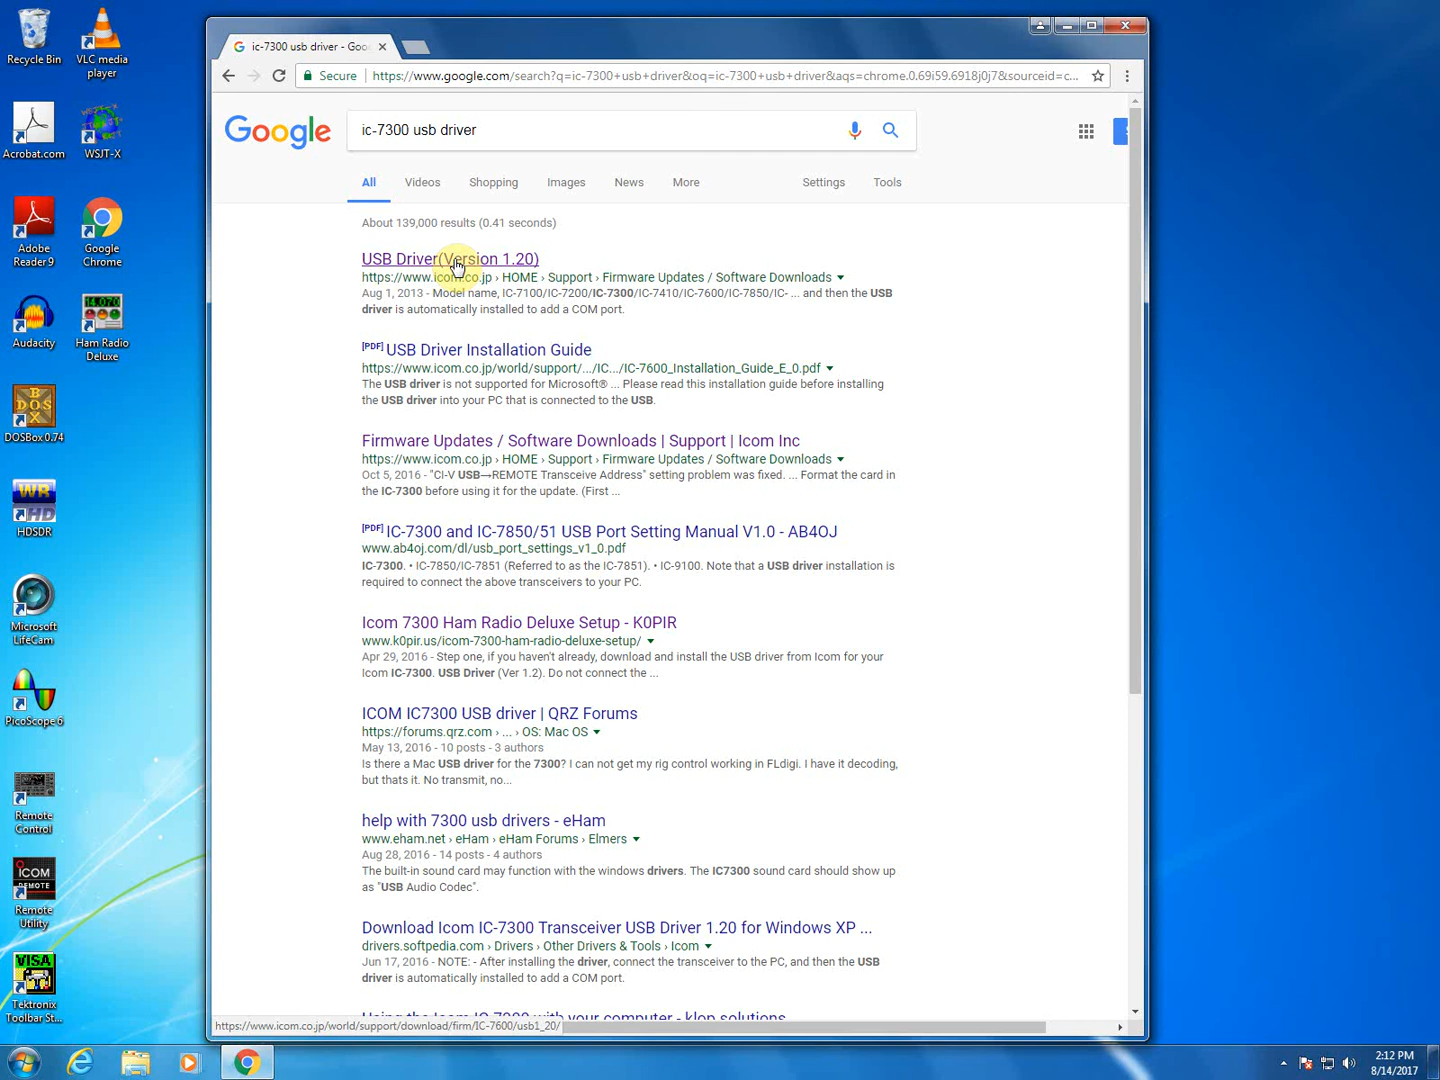 Recycle Bin
VLC media
player
Acrobat.com
WSJT-X
Adobe
Reader 9
Google
Chrome
Audacity
14.070
Ham Radio
Deluxe
DOS
BOX
DOSBox 0.74
WR
HD
HDSDR
Microsoft
LifeCam
PicoScope 6
Remote
Control
ICOM
REMOTE
Remote
Utility
VISA
Tektronix
Toolbar St...
ic-7300 usb driver - Goo
Secure
https://www.google.com/search?q=ic-7300+usb+driver&oq=ic-7300+usb+driver&aqs=chrome.0.69i59.6918j0j7&sourceid=c...
Google
ic-7300 usb driver
All Videos Shopping Images News More Settings Tools
About 139,000 results (0.41 seconds)
USB Driver(Version 1.20)
https://www.icom.co.jp › HOME › Support › Firmware Updates / Software Downloads
Aug 1, 2013 - Model name, IC-7100/IC-7200/IC-7300/IC-7410/IC-7600/IC-7850/IC- ... and then the USB
driver is automatically installed to add a COM port.
[PDF] USB Driver Installation Guide
https://www.icom.co.jp/world/support/.../IC.../IC-7600_Installation_Guide_E_0.pdf
The USB driver is not supported for Microsoft® ... Please read this installation guide before installing
the USB driver into your PC that is connected to the USB.
Firmware Updates / Software Downloads | Support | Icom Inc
https://www.icom.co.jp › HOME › Support › Firmware Updates / Software Downloads
Oct 5, 2016 - "CI-V USB→REMOTE Transceive Address" setting problem was fixed. ... Format the card in
the IC-7300 before using it for the update. (First ...
[PDF] IC-7300 and IC-7850/51 USB Port Setting Manual V1.0 - AB4OJ
www.ab4oj.com/dl/usb_port_settings_v1_0.pdf
IC-7300. • IC-7850/IC-7851 (Referred to as the IC-7851). • IC-9100. Note that a USB driver installation is
required to connect the above transceivers to your PC.
Icom 7300 Ham Radio Deluxe Setup - K0PIR
www.k0pir.us/icom-7300-ham-radio-deluxe-setup/
Apr 29, 2016 - Step one, if you haven't already, download and install the USB driver from Icom for your
Icom IC-7300. USB Driver (Ver 1.2). Do not connect the ...
ICOM IC7300 USB driver | QRZ Forums
https://forums.qrz.com › ... › OS: Mac OS
May 13, 2016 - 10 posts - 3 authors
Is there a Mac USB driver for the 7300? I can not get my rig control working in FLdigi. I have it decoding,
but thats it. No transmit, no...
help with 7300 usb drivers - eHam
www.eham.net › eHam › eHam Forums › Elmers
Aug 28, 2016 - 14 posts - 4 authors
The built-in sound card may function with the windows drivers. The IC7300 sound card should show up
as "USB Audio Codec".
Download Icom IC-7300 Transceiver USB Driver 1.20 for Windows XP ...
drivers.softpedia.com › Drivers › Other Drivers & Tools › Icom
Jun 17, 2016 - NOTE: - After installing the driver, connect the transceiver to the PC, and then the USB
driver is automatically installed to add a COM port.
Using the Icom IC-7300 with your computer - klop solutions
https://www.icom.co.jp/world/support/download/firm/IC-7600/usb1_20/
2:12 PM
8/14/2017